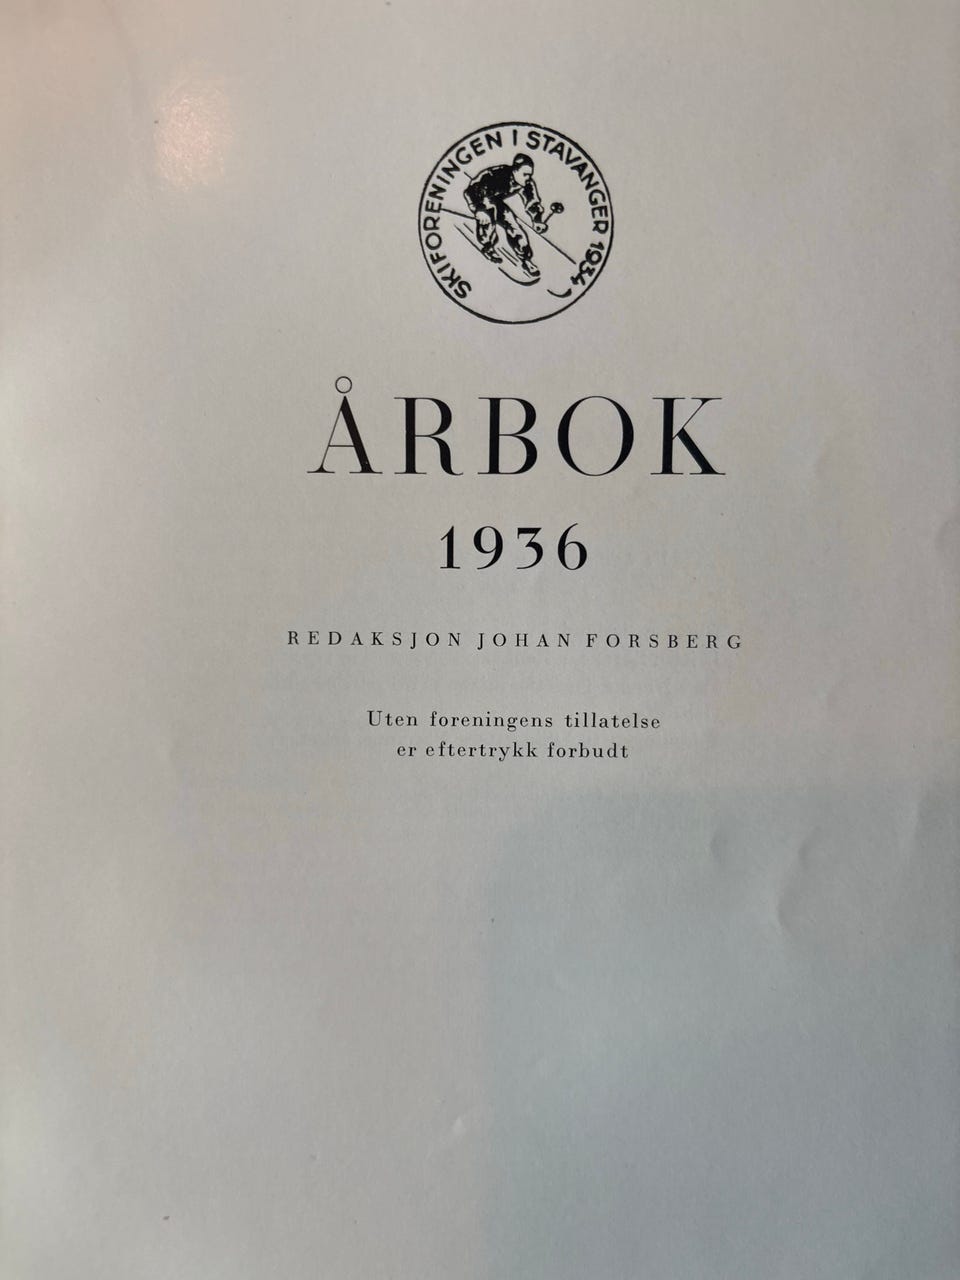 SKIFORENINGEN I STAVANGER 1934
ÅRBOK
1936
REDAKSJON JOHAN FORSBERG
Uten foreningens tillatelse
er eftertrykk forbudt